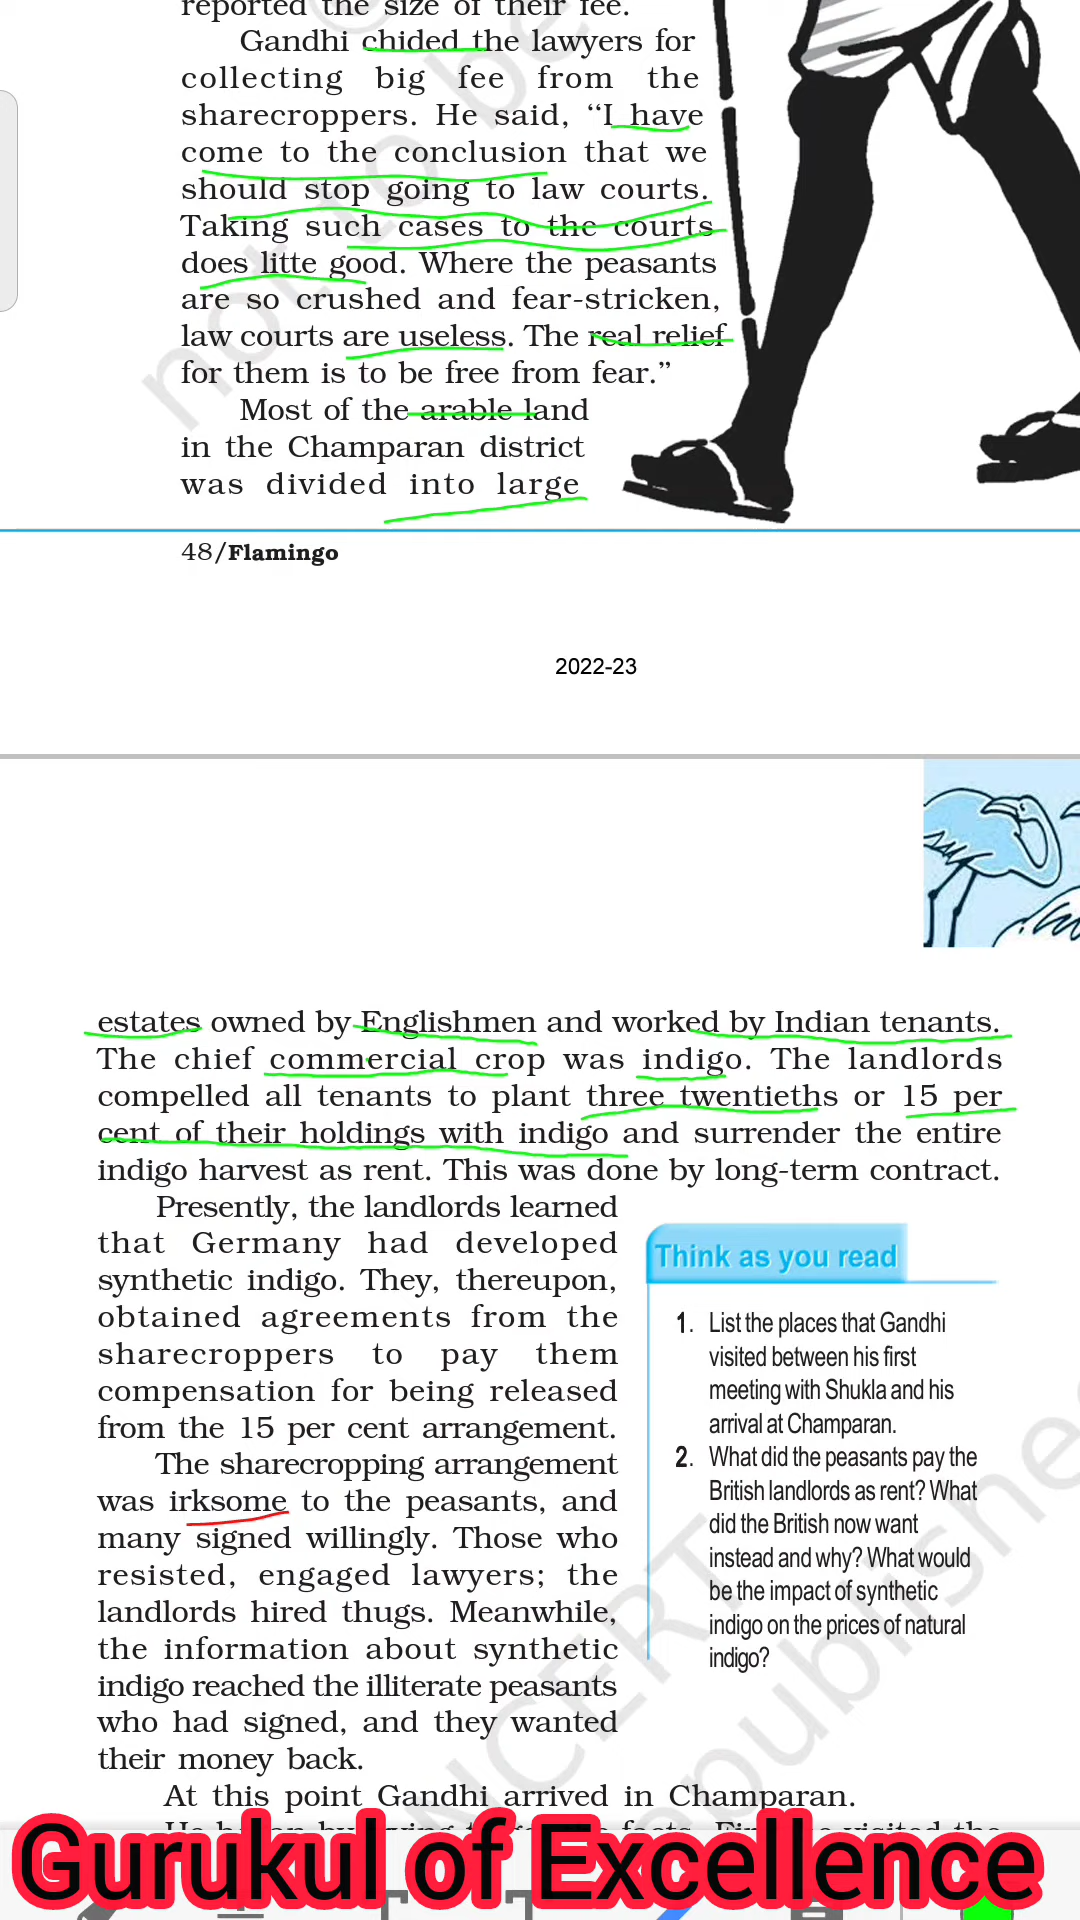 reported the size of their fee.
Gandhi chided the lawyers for
collecting big fee from the
sharecroppers. He said, “I have
come to the conclusion that we
should stop going to law courts.
Taking such cases to the courts
does litte good. Where the peasants
are so crushed and fear-stricken,
law courts are useless. The real relief
for them is to be free from fear.”
Most of the arable land
in the Champaran district
was divided into large
48/Flamingo
2022-23
estates owned by Englishmen and worked by Indian tenants.
The chief commercial crop was indigo. The landlords
compelled all tenants to plant three twentieths or 15 per
cent of their holdings with indigo and surrender the entire
indigo harvest as rent. This was done by long-term contract.
Presently, the landlords learned
that Germany had developed
synthetic indigo. They, thereupon,
obtained agreements from the
sharecroppers to pay them
compensation for being released
from the 15 per cent arrangement.
The sharecropping arrangement
was irksome to the peasants, and
many signed willingly. Those who
resisted, engaged lawyers; the
landlords hired thugs. Meanwhile,
the information about synthetic
indigo reached the illiterate peasants
who had signed, and they wanted
their money back.
Think as you read
1. List the places that Gandhi
visited between his first
meeting with Shukla and his
arrival at Champaran.
2. What did the peasants pay the
British landlords as rent? What
did the British now want
instead and why? What would
be the impact of synthetic
indigo on the prices of natural
indigo?
At this point Gandhi arrived in Champaran.
Gurukul of Excellence
not to be
NCERT
republished